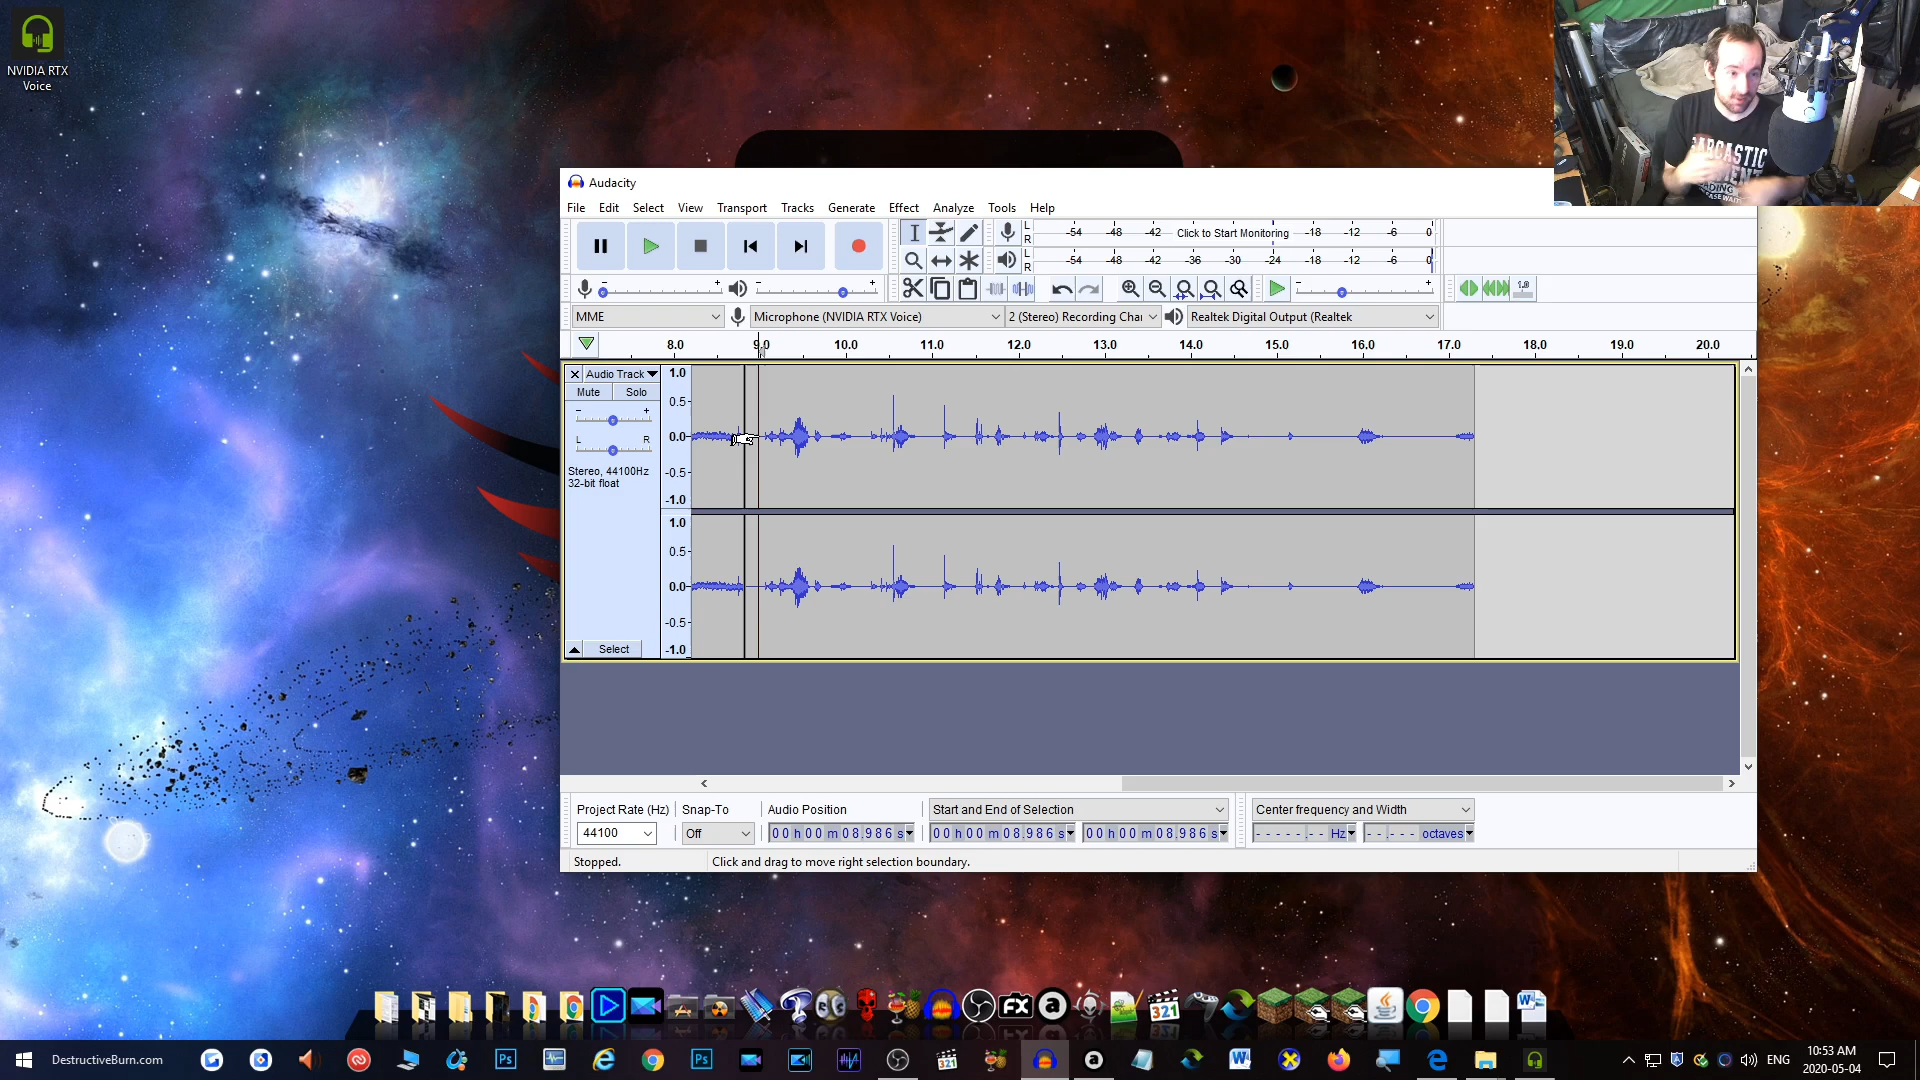 NVIDIA RTX
Voice
SARCASTIC
Audacity
File Edit Select View Transport Tracks Generate Effect Analyze Tools Help
L
R
-54 -48 -42 Click to Start Monitoring -18 -12 -6 0
L
R
-54 -48 -42 -36 -30 -24 -18 -12 -6 0
MME
Microphone (NVIDIA RTX Voice)
2 (Stereo) Recording Char
Realtek Digital Output (Realtek
8.0 9.0 10.0 11.0 12.0 13.0 14.0 15.0 16.0 17.0 18.0 19.0 20.0
Audio Track
Mute Solo
L R
Stereo, 44100Hz
32-bit float
Select
1.0
0.5
0.0
-0.5
-1.0
1.0
0.5
0.0
-0.5
-1.0
Project Rate (Hz) Snap-To Audio Position Start and End of Selection Center frequency and Width
44100 Off 00 h 00 m 08.986 s 00 h 00 m 08.986 s 00 h 00 m 08.986 s Hz octaves
Stopped. Click and drag to move right selection boundary.
FX
321
DestructiveBurn.com
Ps
Ps
ENG
10:53 AM
2020-05-04